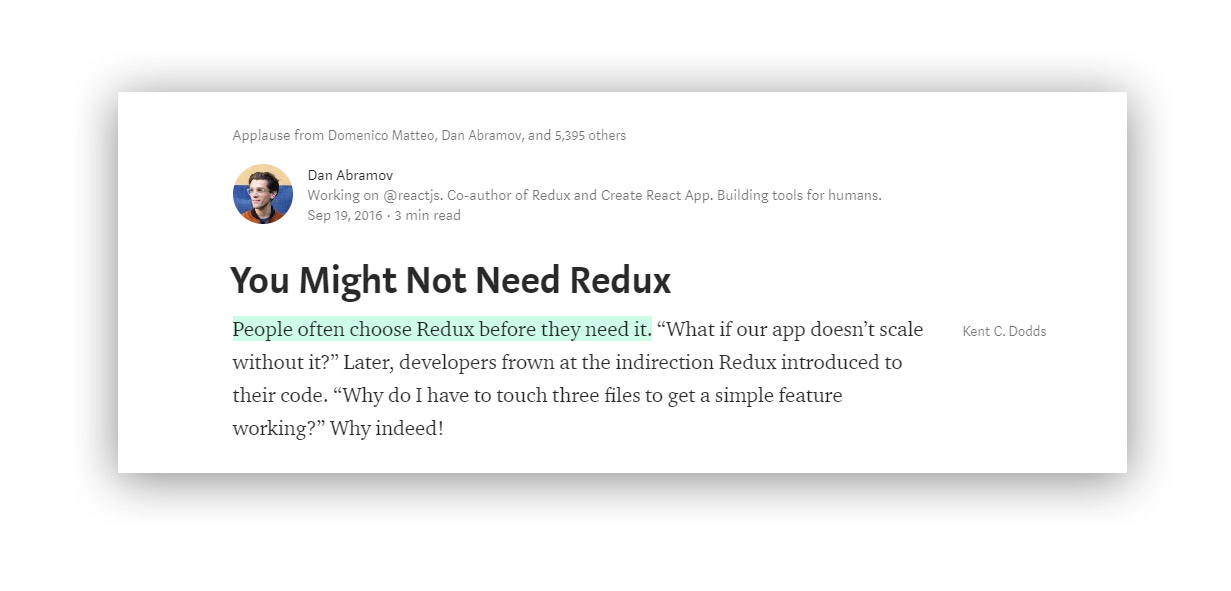 Applause from Domenico Matteo, Dan Abramov, and 5,395 others
Dan Abramov
Working on @reactjs. Co-author of Redux and Create React App. Building tools for humans.
Sep 19, 2016 · 3 min read
You Might Not Need Redux
People often choose Redux before they need it. “What if our app doesn’t scale
Kent C. Dodds
without it?” Later, developers frown at the indirection Redux introduced to
their code. “Why do I have to touch three files to get a simple feature
working?” Why indeed!